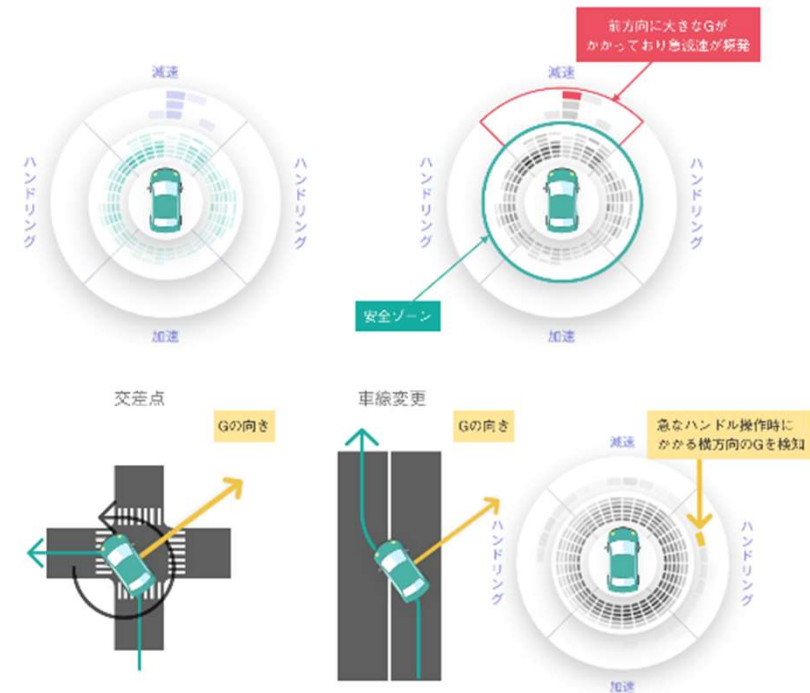 前方向に大きなGが
かかっており急減速が頻発
減速
減速
ハンドリング
ハンドリング
ハンドリング
ハンドリング
安全ゾーン
加速
加速
交差点
車線変更
Gの向き
Gの向き
急なハンドル操作時に
かかる横方向のGを検知
減速
ハンドリング
ハンドリング
加速